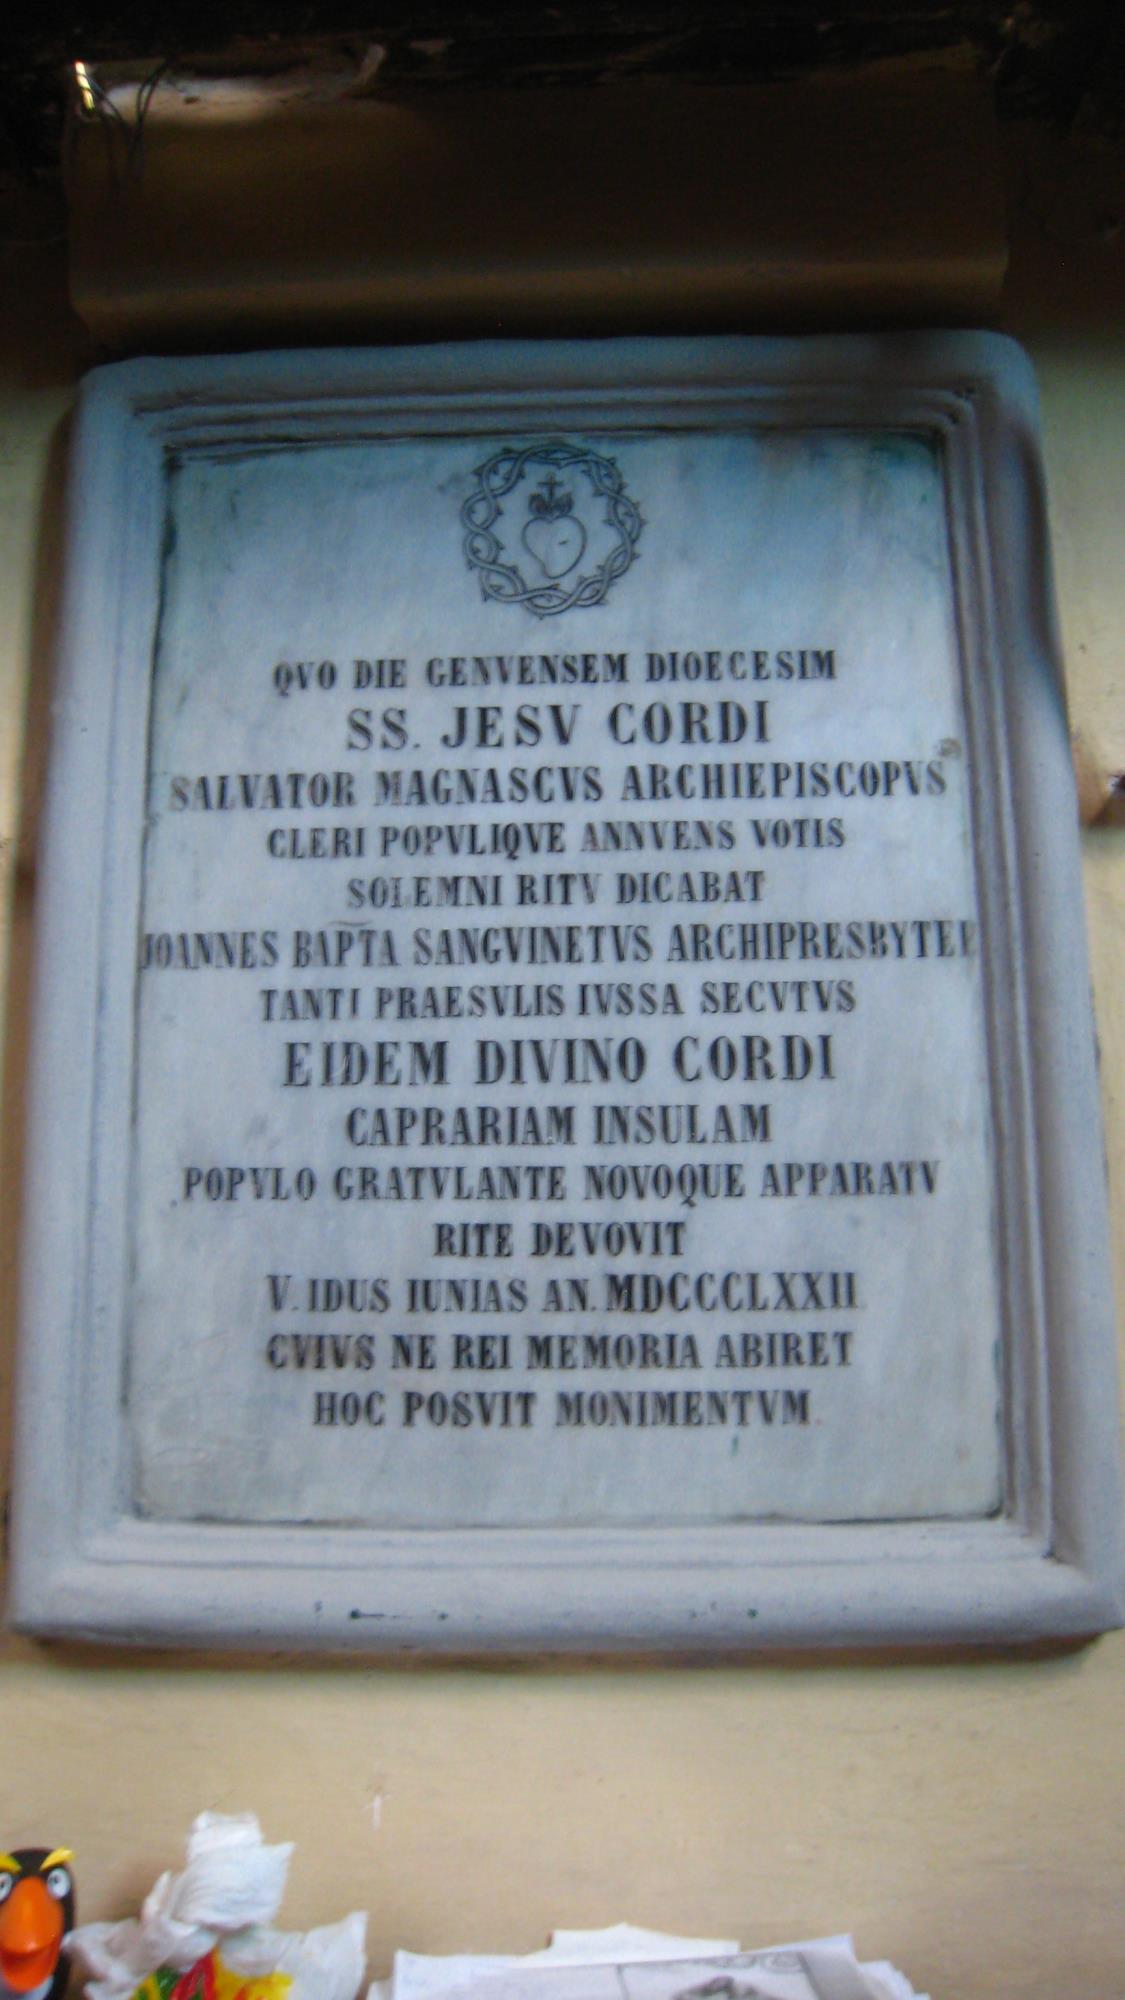 QVO DIE GENVENSEM DIOECESIM
SS. JESV CORDI
SALVATOR MAGNASCVS ARCHIEPISCOPVS
CLERI POPVLIQVE ANNVENS VOTIS
SOLEMNI RITV DICABAT
JOANNES BAPTA SANGVINETVS ARCHIPRESBYTER
TANTI PRAESVLIS IVSSA SECVTVS
EIDEM DIVINO CORDI
CAPRARIAM INSULAM
POPVLO GRATVLANTE NOVOQUE APPARATV
RITE DEVOVIT
V. IDUS IUNIAS AN. MDCCCLXXII
CVIVS NE REI MEMORIA ABIRET
HOC POSVIT MONIMENTVM